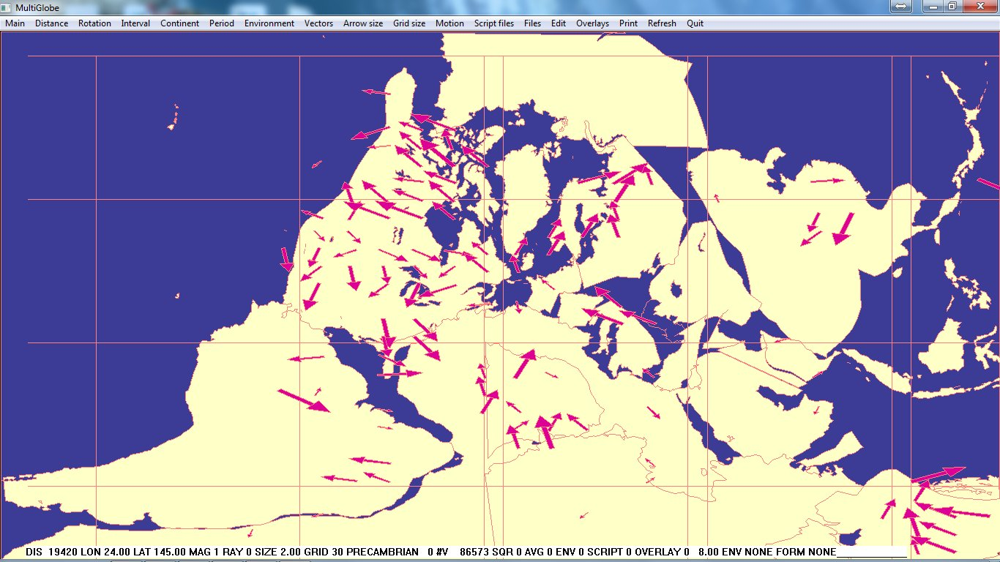 MultiGlobe
Main Distance Rotation Interval Continent Period Environment Vectors Arrow size Grid size Motion Script files Files Edit Overlays Print Refresh Quit
DIS 19420 LON 24.00 LAT 145.00 MAG 1 RAY 0 SIZE 2.00 GRID 30 PRECAMBRIAN 0 #V 86573 SQR 0 AVG 0 ENV 0 SCRIPT 0 OVERLAY 0 8.00 ENV NONE FORM NONE____________